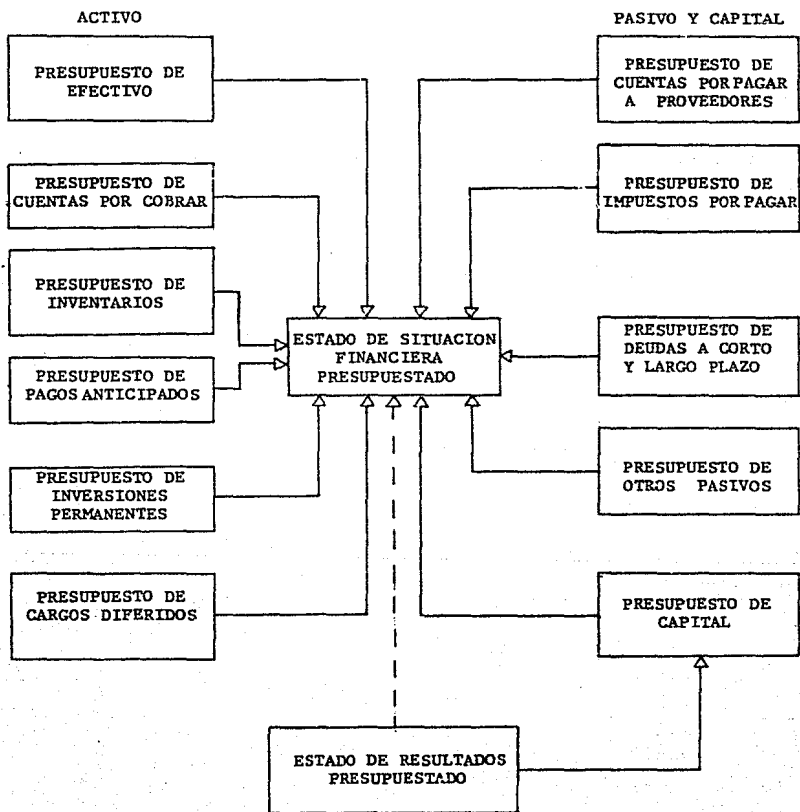 ACTIVO
PRESUPUESTO DE
EFECTIVO
PRESUPUESTO DE
CUENTAS POR COBRAR
PRESUPUESTO DE
INVENTARIOS
PRESUPUESTO DE
PAGOS ANTICIPADOS
PRESUPUESTO DE
INVERSIONES
PERMANENTES
PRESUPUESTO DE
CARGOS DIFERIDOS
ESTADO DE SITUACION
FINANCIERA
PRESUPUESTADO
PASIVO Y CAPITAL
PRESUPUESTO DE
CUENTAS POR PAGAR
A PROVEEDORES
PRESUPUESTO DE
IMPUESTOS POR PAGAR
PRESUPUESTO DE
DEUDAS A CORTO
Y LARGO PLAZO
PRESUPUESTO DE
OTROS PASIVOS
PRESUPUESTO DE
CAPITAL
ESTADO DE RESULTADOS
PRESUPUESTADO